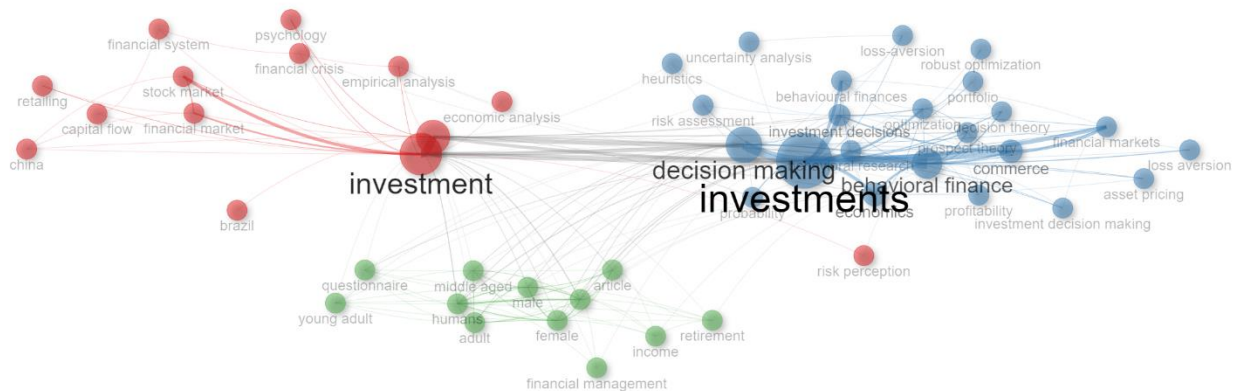 psychology
financial system
financial crisis
empirical analysis
stock market
retailing
capital flow
financial market
economic analysis
china
investment
brazil
loss-aversion
uncertainty analysis
robust optimization
heuristics
behavioural finances
portfolio
risk assessment
investment decisions
optimization
decision theory
financial markets
prospect theory
decision making
commerce
loss aversion
behavioral finance
investments
asset pricing
probability
economics
profitability
investment decision making
risk perception
questionnaire
middle aged
article
male
young adult
humans
adult
female
retirement
income
financial management